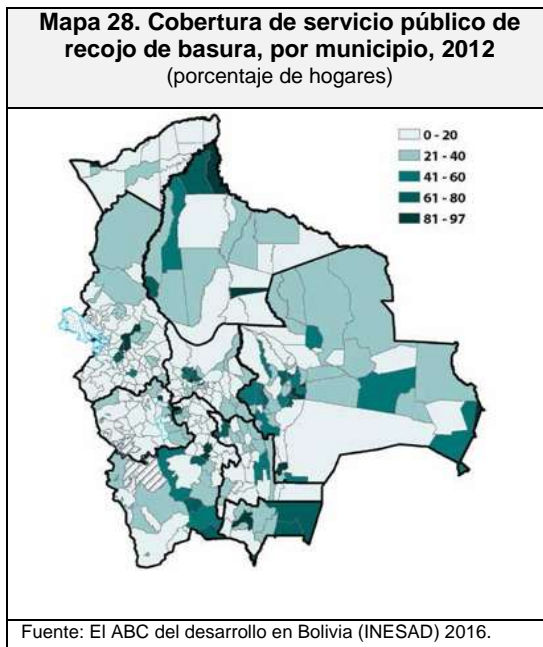 Mapa 28. Cobertura de servicio público de
recojo de basura, por municipio, 2012
(porcentaje de hogares)
0 - 20
21 - 40
41 - 60
61 - 80
81 - 97
Fuente: El ABC del desarrollo en Bolivia (INESAD) 2016.